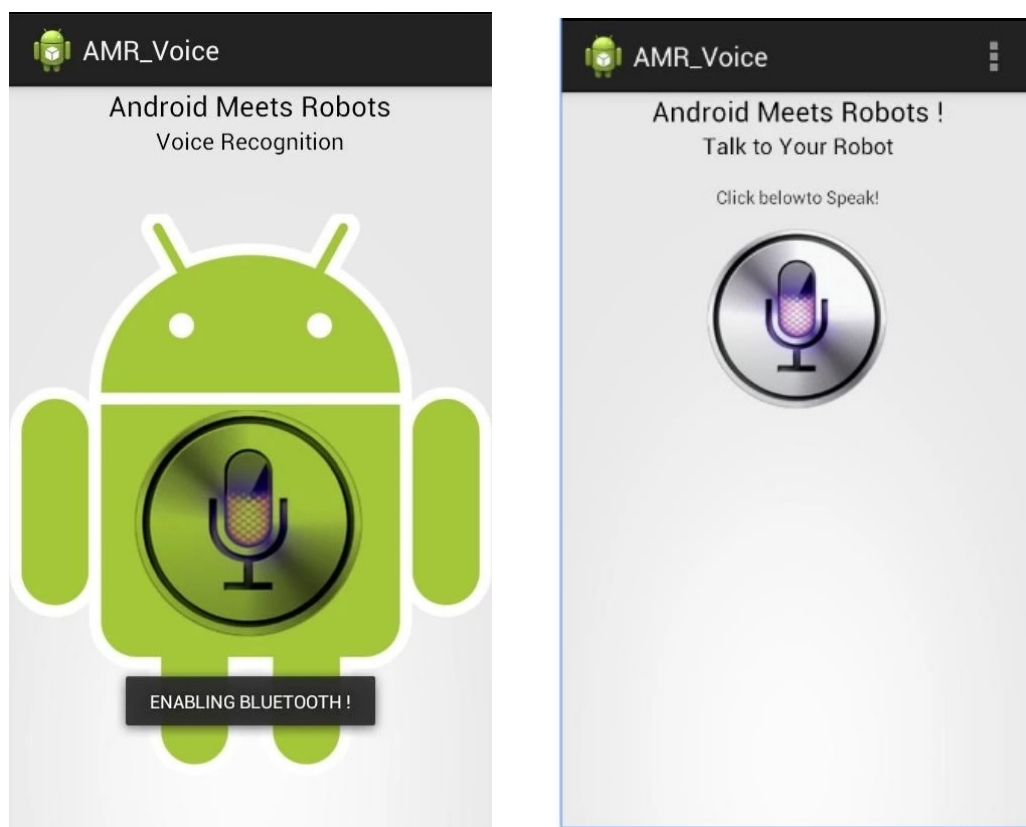 AMR_Voice
Android Meets Robots
Voice Recognition
ENABLING BLUETOOTH !
AMR_Voice
Android Meets Robots !
Talk to Your Robot
Click belowto Speak!